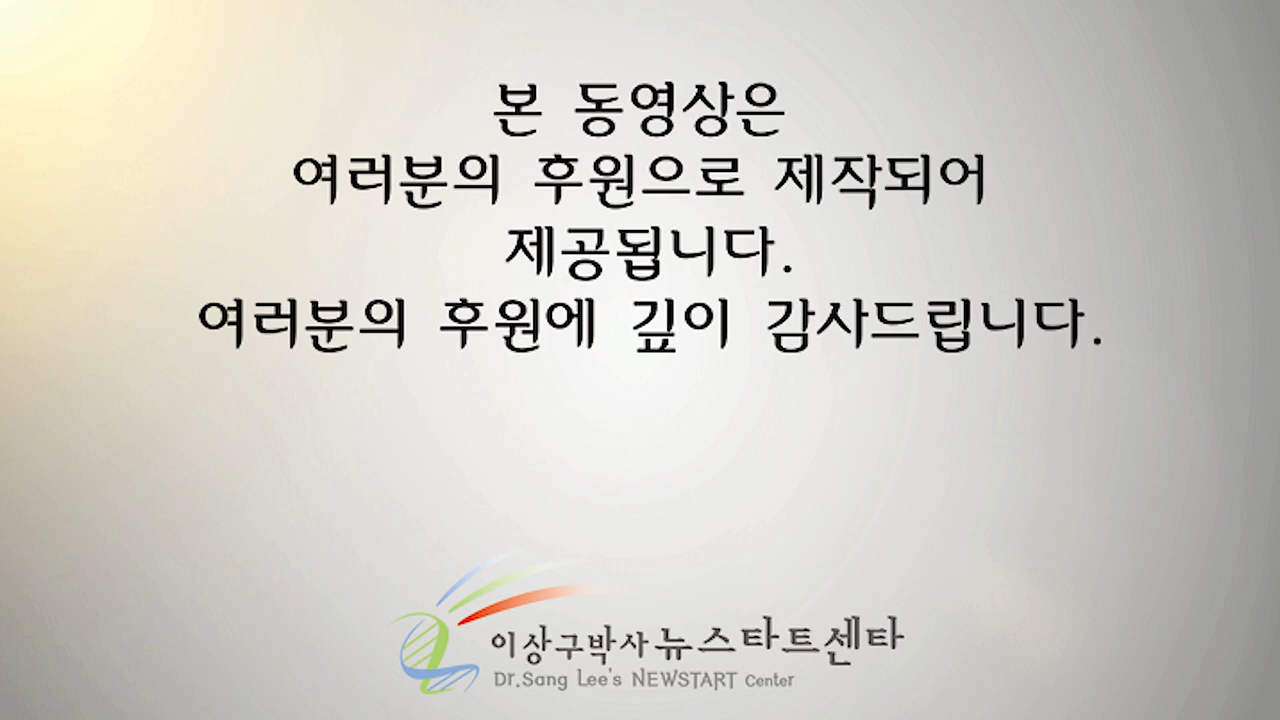 본 동영상은
여러분의 후원으로 제작되어
제공됩니다.
여러분의 후원에 깊이 감사드립니다.
이상구박사 뉴스타트센타
Dr.Sang Lee's NEWSTART Center